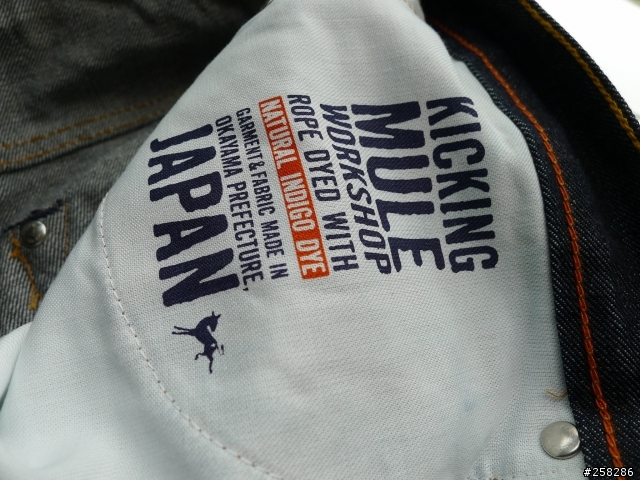 KICKING
MULE
WORKSHOP
ROPE DYED WITH
NATURAL INDIGO DYE
GARMENT & FABRIC MADE IN
OKAYAMA PREFECTURE,
JAPAN
#258286